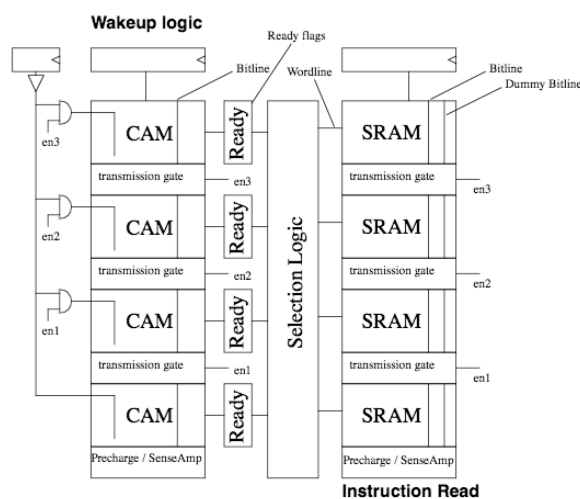 Wakeup logic
Ready flags
Bitline
Wordline
Bitline
Dummy Bitline
CAM
Ready
SRAM
en3
transmission gate
en3
transmission gate
en3
CAM
Ready
SRAM
en2
transmission gate
en2
transmission gate
en2
Selection Logic
CAM
Ready
SRAM
en1
transmission gate
en1
transmission gate
en1
CAM
Ready
SRAM
Precharge / SenseAmp
Precharge / SenseAmp
Instruction Read